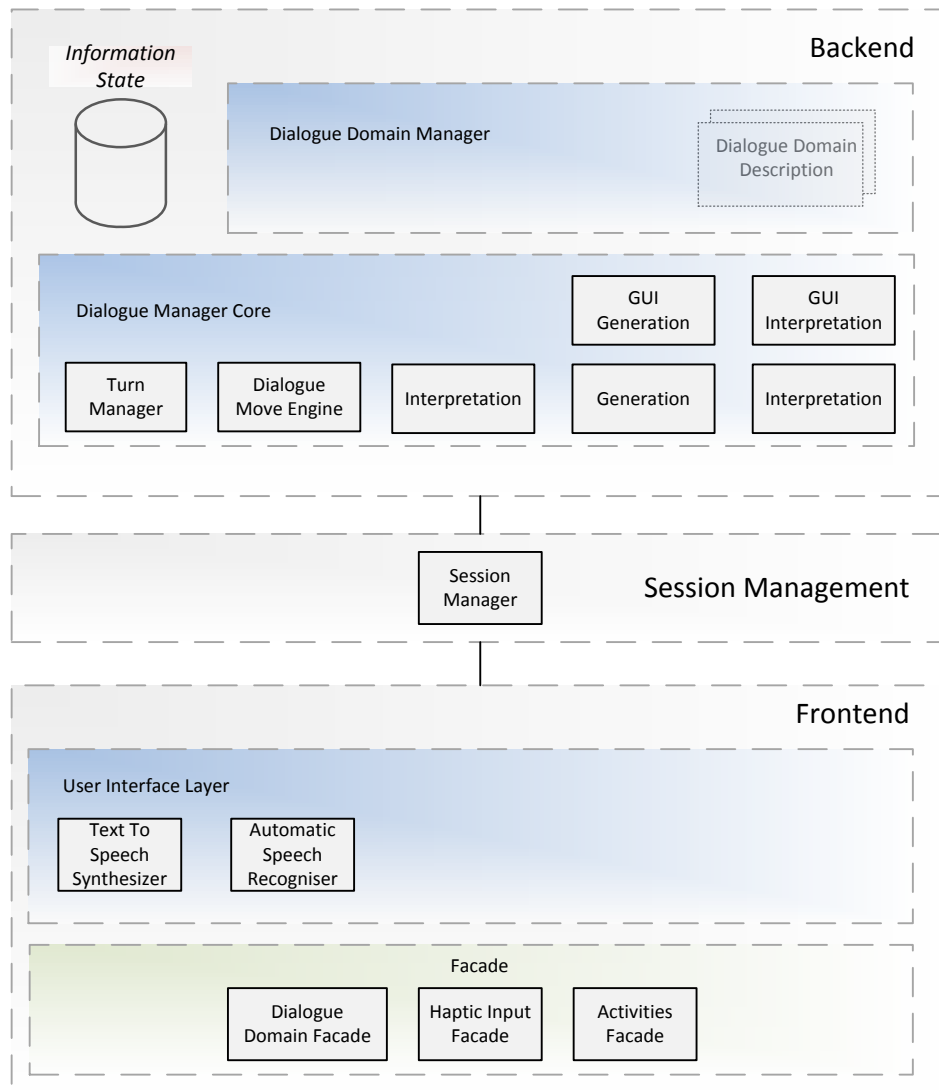 Backend
Information
State
Dialogue Domain Manager
Dialogue Domain
Description
Dialogue Manager Core
GUI
Generation
GUI
Interpretation
Turn
Manager
Dialogue
Move Engine
Interpretation
Generation
Interpretation
Session
Manager
Session Management
Frontend
User Interface Layer
Text To
Speech
Synthesizer
Automatic
Speech
Recogniser
Facade
Dialogue
Domain Facade
Haptic Input
Facade
Activities
Facade